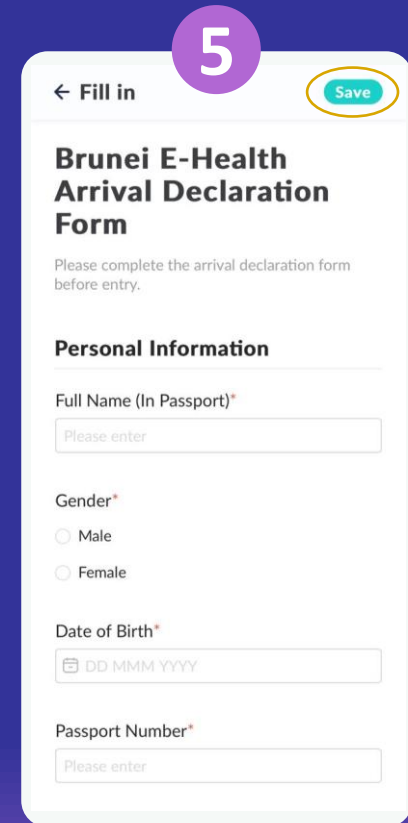 5
← Fill in
Save
Brunei E-Health
Arrival Declaration
Form
Please complete the arrival declaration form
before entry.
Personal Information
Full Name (In Passport)*
Please enter
Gender*
Male
Female
Date of Birth*
DD MMM YYYY
Passport Number*
Please enter